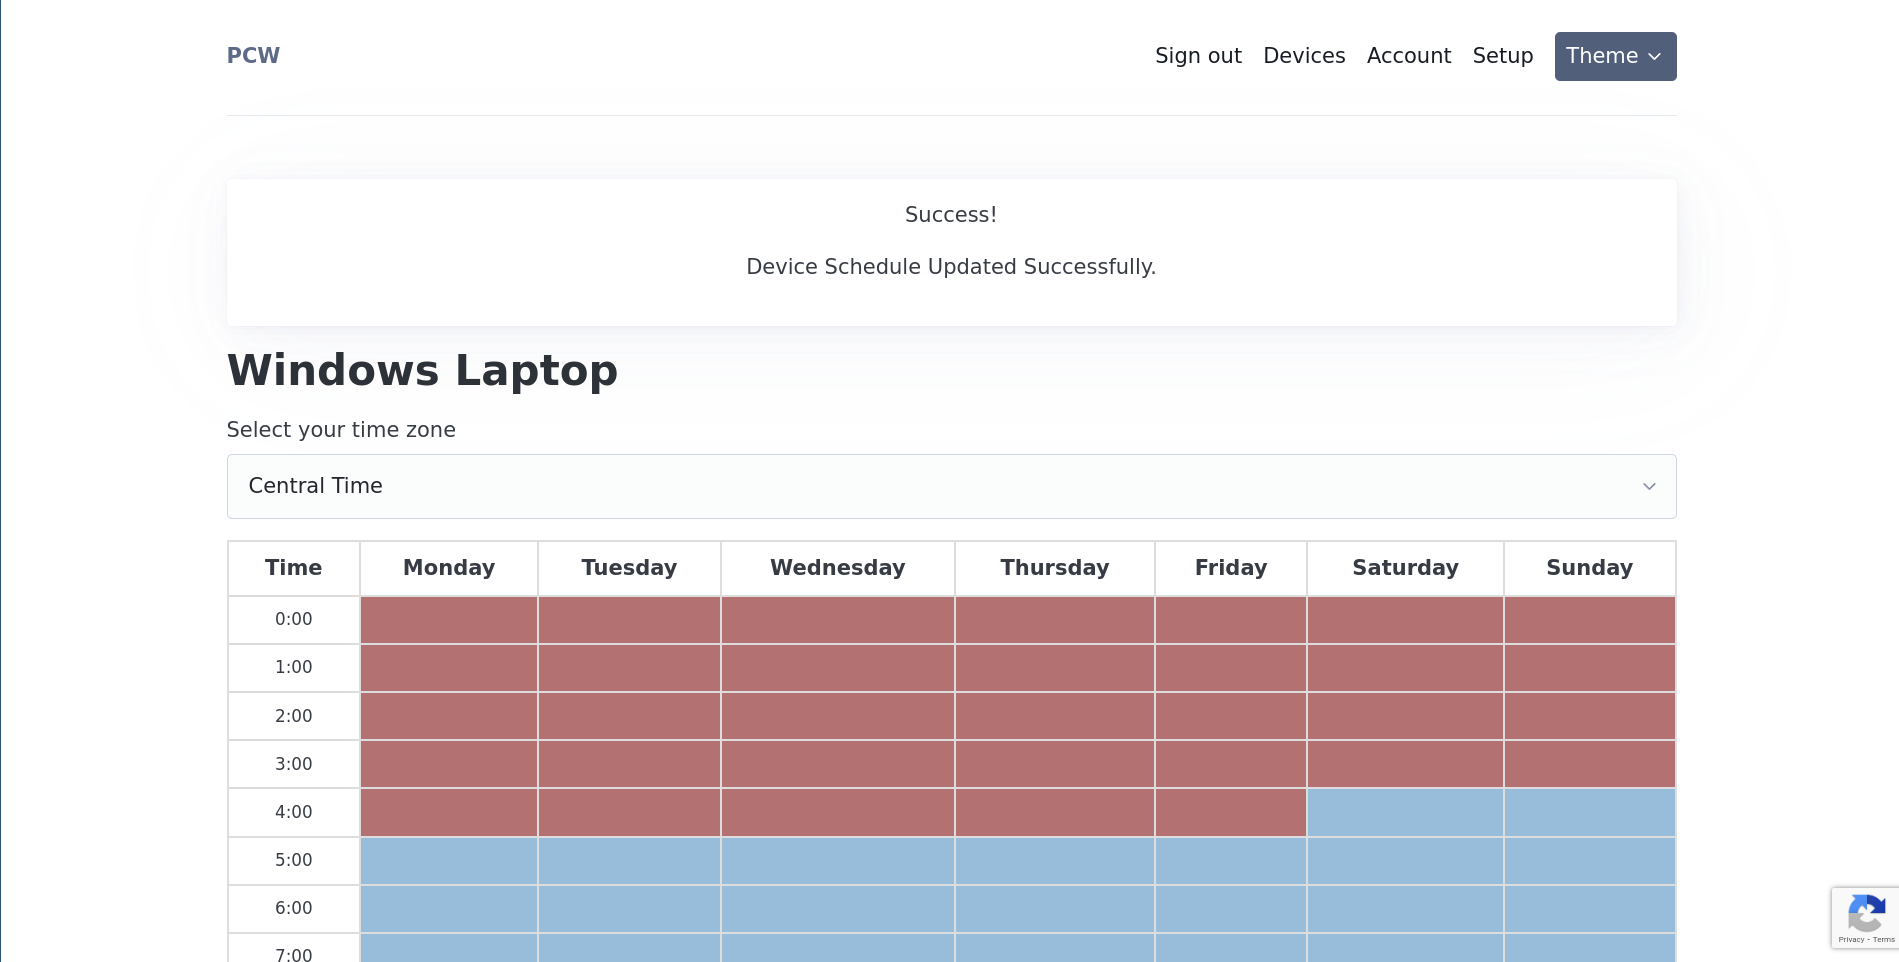 PCW
Sign out Devices Account Setup Theme
Success!
Device Schedule Updated Successfully.
Windows Laptop
Select your time zone
Central Time
Time Monday Tuesday Wednesday Thursday Friday Saturday Sunday
0:00
1:00
2:00
3:00
4:00
5:00
6:00
7:00
Privacy - Terms